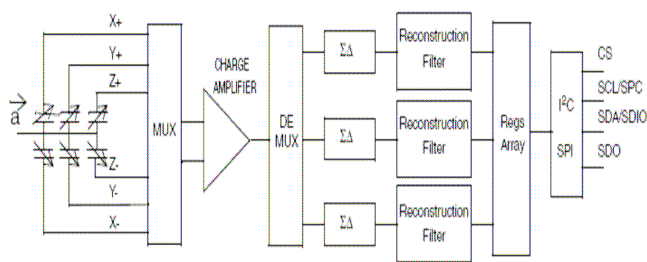 X+
Y+
Z+
a
Z-
Y-
X-
MUX
CHARGE
AMPLIFIER
DE
MUX
ΣΔ
ΣΔ
ΣΔ
Reconstruction
Filter
Reconstruction
Filter
Reconstruction
Filter
Regs
Array
I²C
SPI
CS
SCL/SPC
SDA/SDIO
SDO